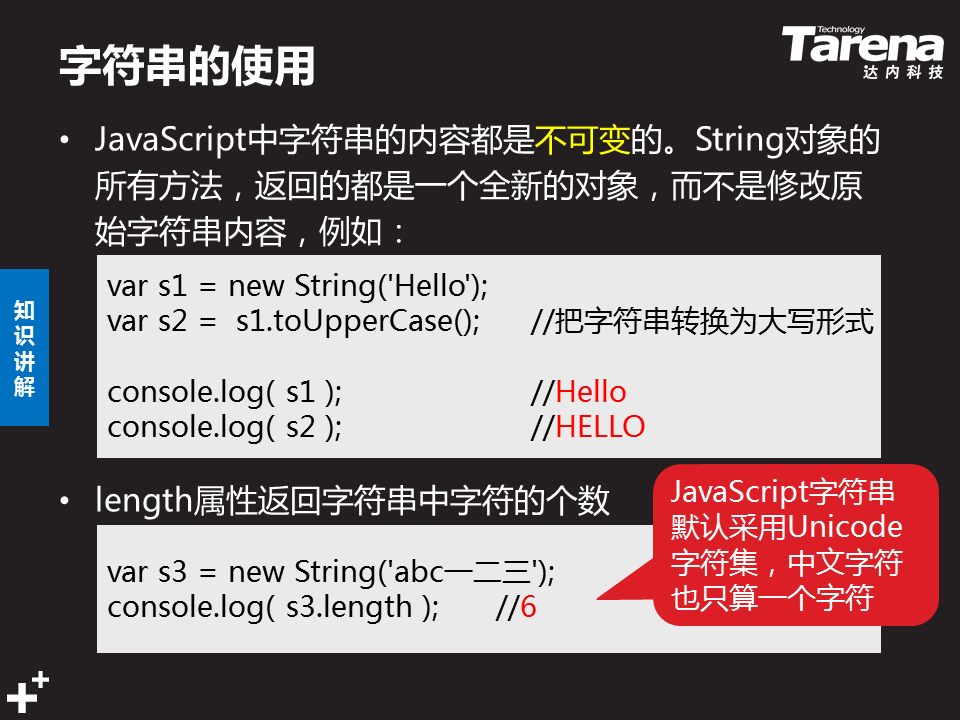 字符串的使用
Technology
Tarena
达内科技
• JavaScript中字符串的内容都是不可变的。String对象的
所有方法，返回的都是一个全新的对象，而不是修改原
始字符串内容，例如：
var s1 = new String('Hello');
var s2 =  s1.toUpperCase(); //把字符串转换为大写形式
console.log( s1 ); //Hello
console.log( s2 ); //HELLO
知
识
讲
解
• length属性返回字符串中字符的个数
var s3 = new String('abc一二三');
console.log( s3.length ); //6
JavaScript字符串
默认采用Unicode
字符集，中文字符
也只算一个字符